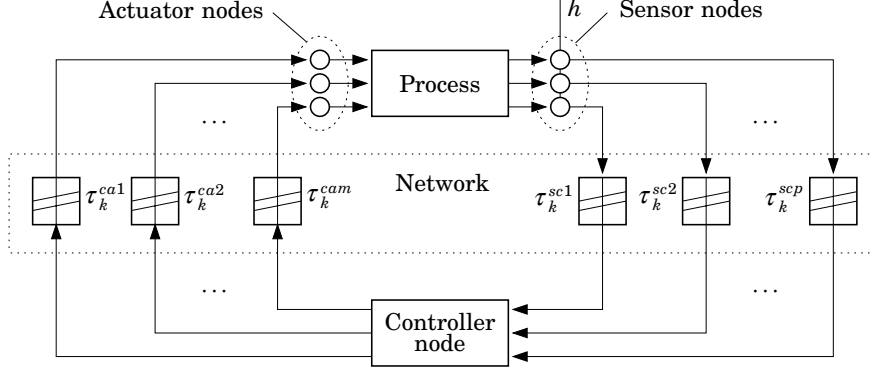 Actuator nodes
h
Sensor nodes
Process
...
...
τ_k^{ca1}
τ_k^{ca2}
τ_k^{cam}
Network
τ_k^{sc1}
τ_k^{sc2}
τ_k^{scp}
...
...
Controller
node